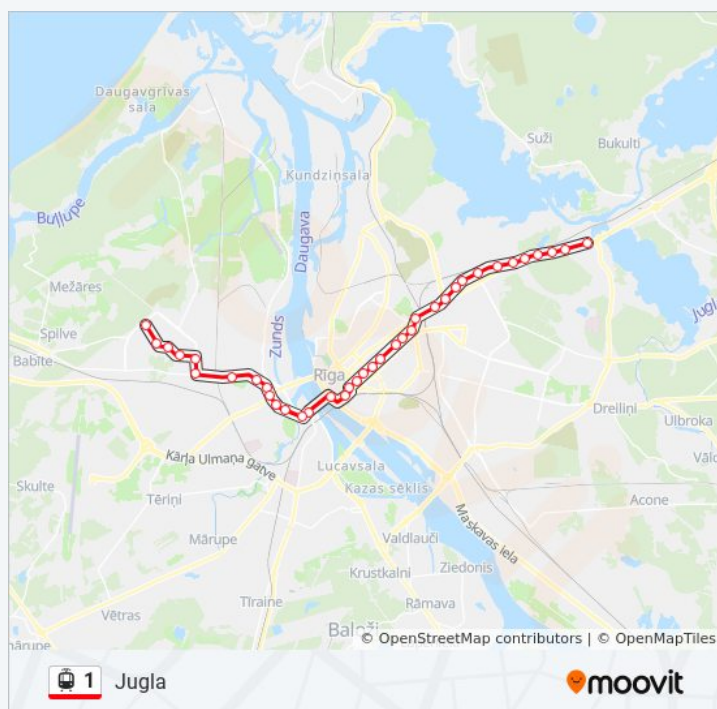 Daugavgrīvas
sala
Suži
Bukulti
Kundziņsala
Buļļupe
Daugava
Mežāres
Zunds
Spilve
Babīte
Rīga
Dreiliņi
Ulbroka
Kārļa Ulmaņa gatve
Lucavsala
Skulte
Kazas sēklis
Tēriņi
Acone
Maskavas iela
Mārupe
Valdlauči
Ziedonis
Krustkalni
Vētras
Tīraine
Rāmava
Baloži
© OpenStreetMap contributors | © OpenMapTiles
1 Jugla
moovit